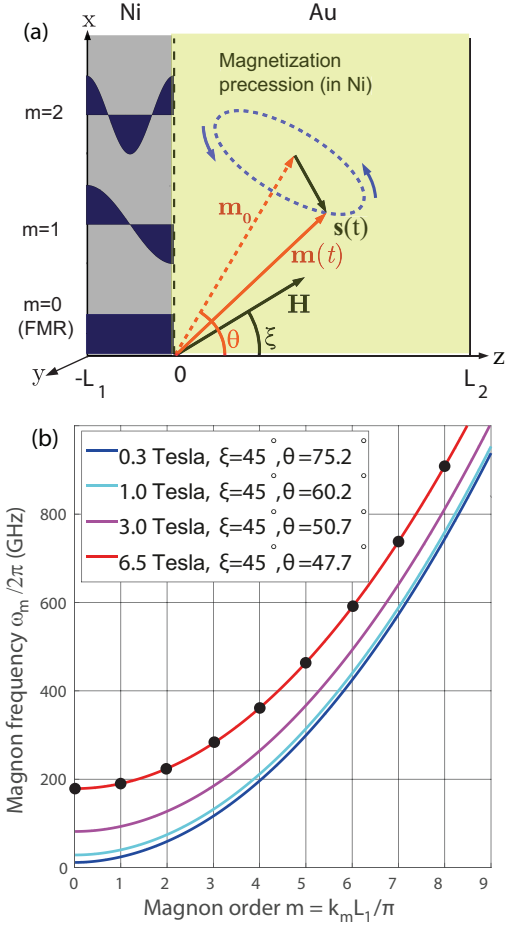 Ni Au
(a)
x
Magnetization
precession (in Ni)
m=2
m₀
s(t)
m=1
m(t)
H
m=0
(FMR)
θ
ξ
z
y
-L₁
0
L₂
(b)
0.3 Tesla, ξ=45°,θ=75.2°
1.0 Tesla, ξ=45°,θ=60.2°
3.0 Tesla, ξ=45°,θ=50.7°
6.5 Tesla, ξ=45°,θ=47.7°
Magnon frequency ωₘ/2π (GHz)
800
600
400
200
0
0 1 2 3 4 5 6 7 8 9
Magnon order m = kₘL₁/π